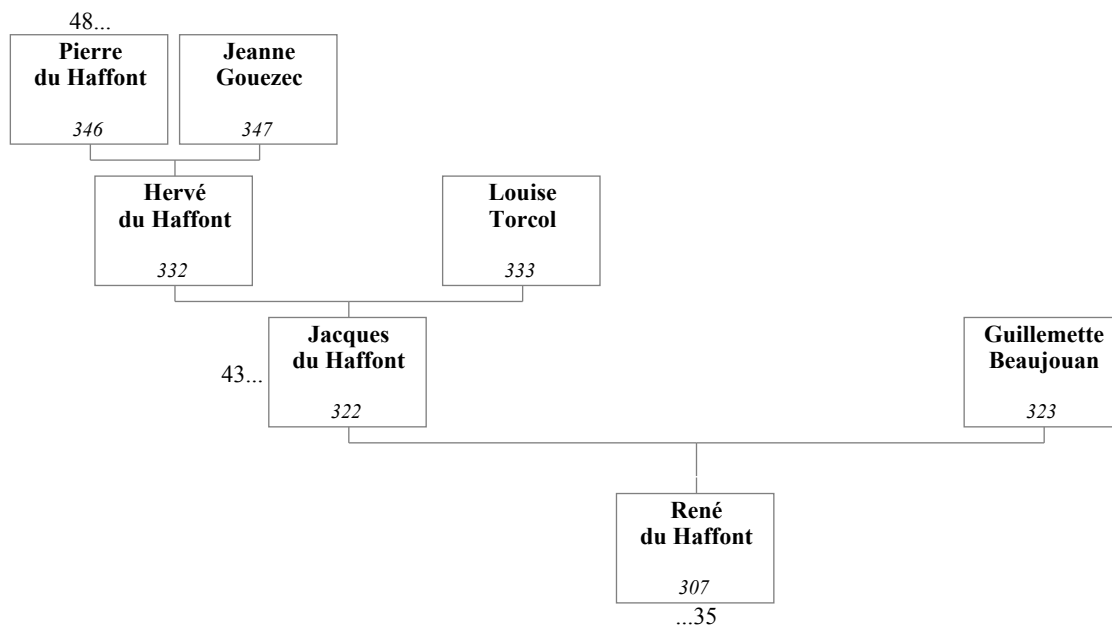 48...
Pierre
du Haffont
346
Jeanne
Gouezec
347
Hervé
du Haffont
332
Louise
Torcol
333
Jacques
du Haffont
43...
322
Guillemette
Beaujouan
323
René
du Haffont
307
...35